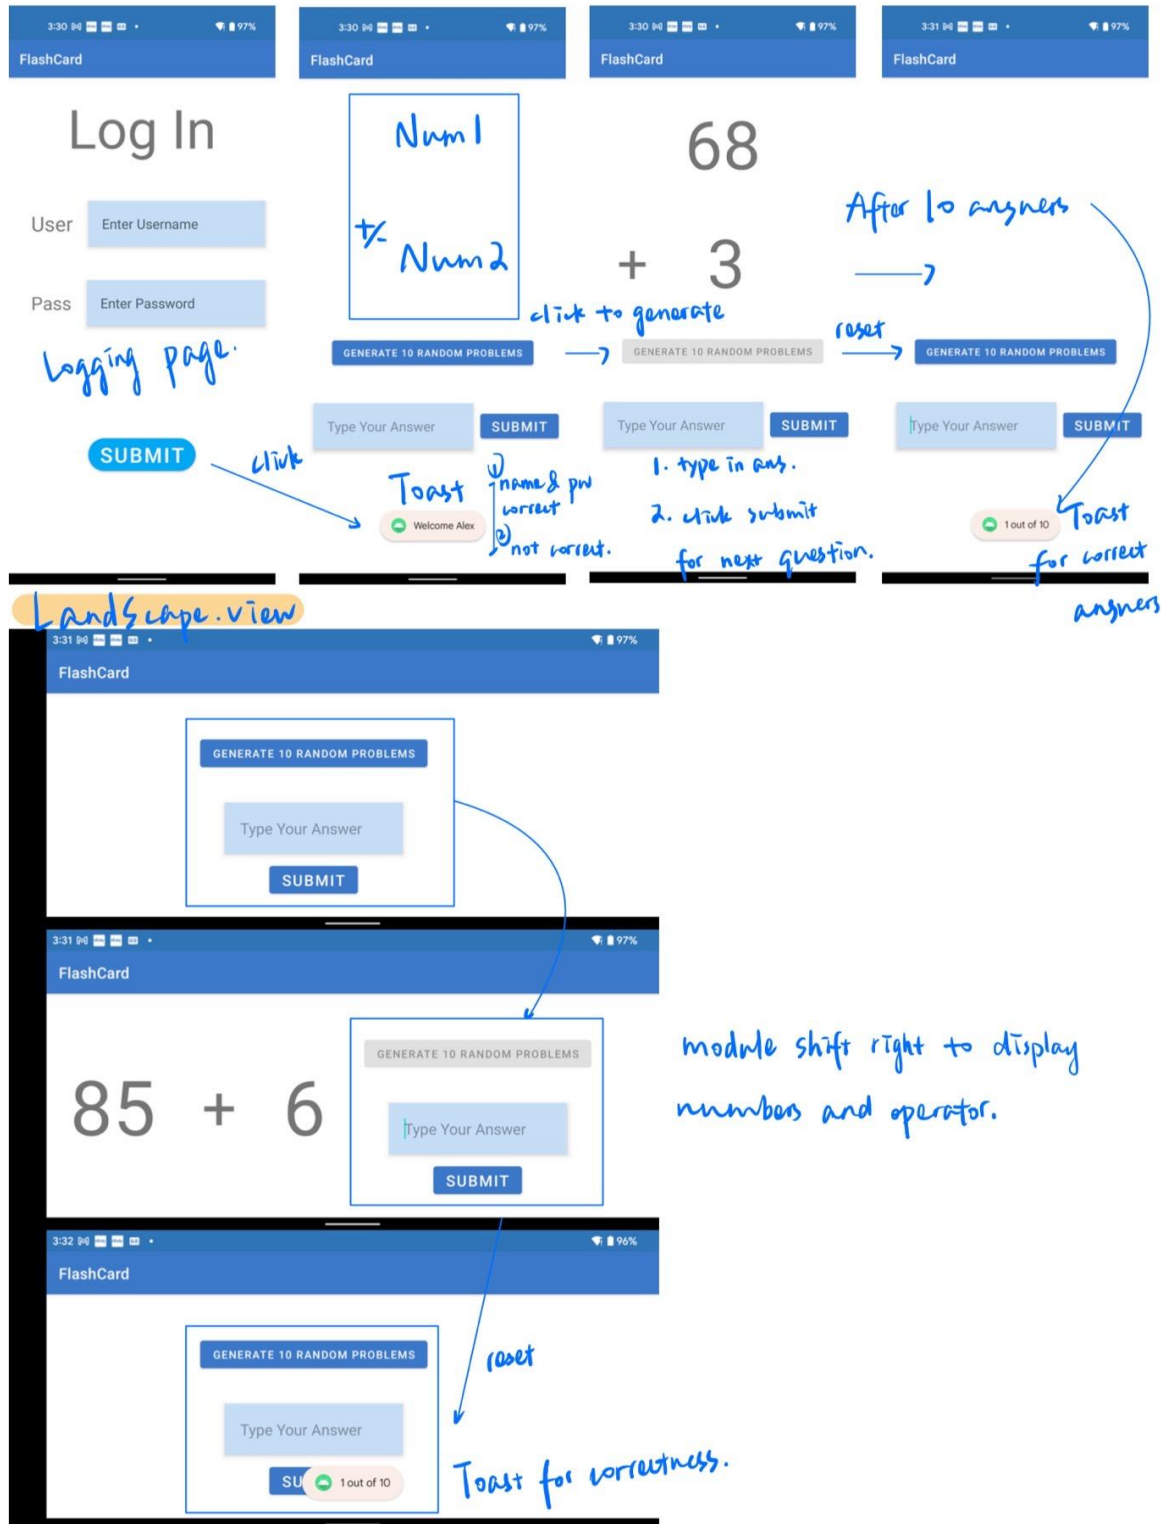 3:30 97%
FlashCard
Log In
User Enter Username
Pass Enter Password
Logging page.
SUBMIT
click
3:30 97%
FlashCard
Num1
+/- Num2
GENERATE 10 RANDOM PROBLEMS
click to generate
Type Your Answer SUBMIT
Toast
① name & pw
correct
② not correct.
Welcome Alex
3:30 97%
FlashCard
68
+ 3
GENERATE 10 RANDOM PROBLEMS
reset
Type Your Answer SUBMIT
1. type in ans.
2. click submit
for next question.
3:31 97%
FlashCard
After 10 answers
GENERATE 10 RANDOM PROBLEMS
Type Your Answer SUBMIT
1 out of 10
Toast
for correct
answers
LandScape.view
3:31 97%
FlashCard
GENERATE 10 RANDOM PROBLEMS
Type Your Answer
SUBMIT
3:31 97%
FlashCard
85 + 6
GENERATE 10 RANDOM PROBLEMS
Type Your Answer
SUBMIT
module shift right to display
numbers and operator.
3:32 96%
FlashCard
GENERATE 10 RANDOM PROBLEMS
reset
Type Your Answer
SU 1 out of 10
Toast for correctness.